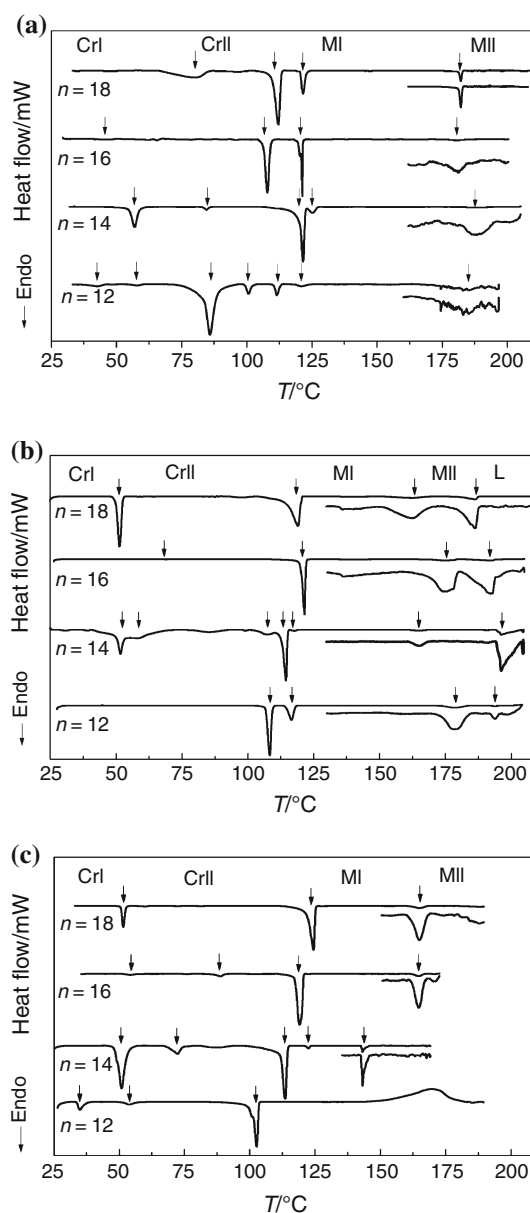 (a)
CrI CrII MI MII
n = 18
n = 16
n = 14
n = 12
Heat flow/mW
Endo
25 50 75 100 125 150 175 200
T/°C
(b)
CrI CrII MI MII L
n = 18
n = 16
n = 14
n = 12
Heat flow/mW
Endo
25 50 75 100 125 150 175 200
T/°C
(c)
CrI CrII MI MII
n = 18
n = 16
n = 14
n = 12
Heat flow/mW
Endo
25 50 75 100 125 150 175 200
T/°C